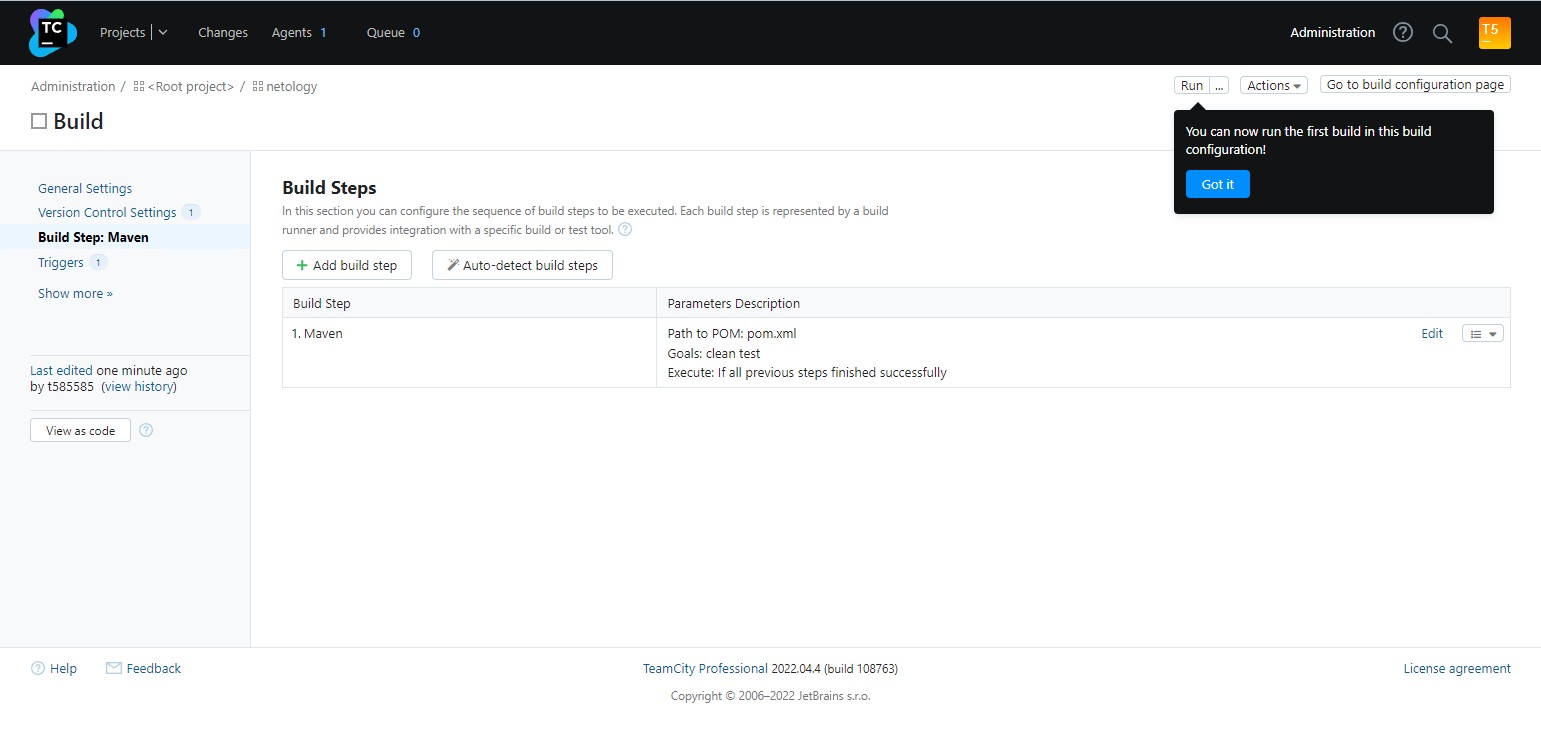 TC
Projects
Changes
Agents 1
Queue 0
Administration
T5
Administration / <Root project> / netology
Run ...
Actions
Go to build configuration page
Build
You can now run the first build in this build
configuration!
Got it
General Settings
Version Control Settings 1
Build Step: Maven
Triggers 1
Show more »
Last edited one minute ago
by t585585 (view history)
View as code ?
Build Steps
In this section you can configure the sequence of build steps to be executed. Each build step is represented by a build
runner and provides integration with a specific build or test tool. ?
+ Add build step
Auto-detect build steps
Build Step
Parameters Description
1. Maven
Path to POM: pom.xml
Goals: clean test
Execute: If all previous steps finished successfully
Edit
? Help
Feedback
TeamCity Professional 2022.04.4 (build 108763)
License agreement
Copyright © 2006–2022 JetBrains s.r.o.